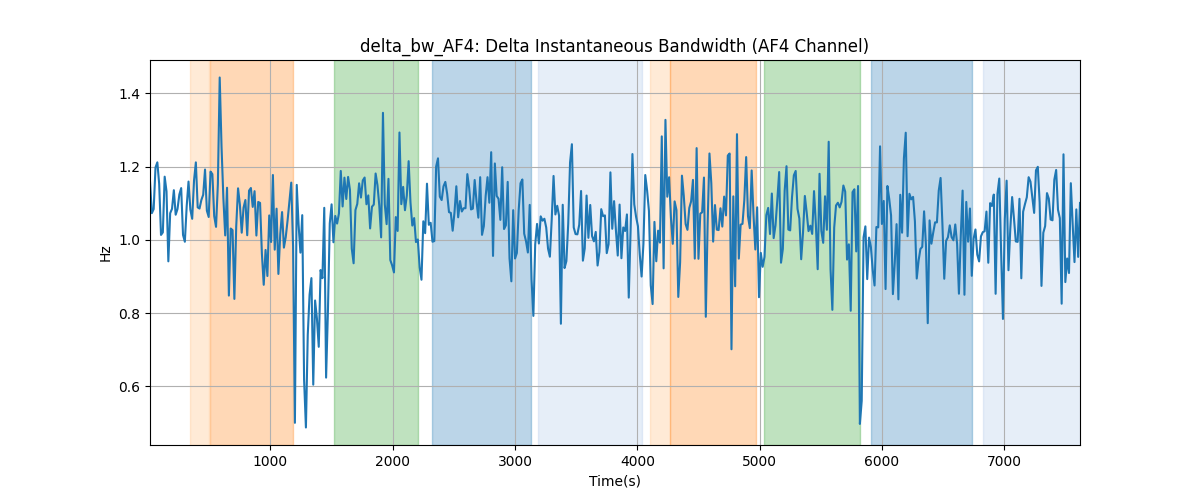 delta_bw_AF4: Delta Instantaneous Bandwidth (AF4 Channel)
1.4
1.2
1.0
0.8
0.6
Hz
1000 2000 3000 4000 5000 6000 7000
Time(s)